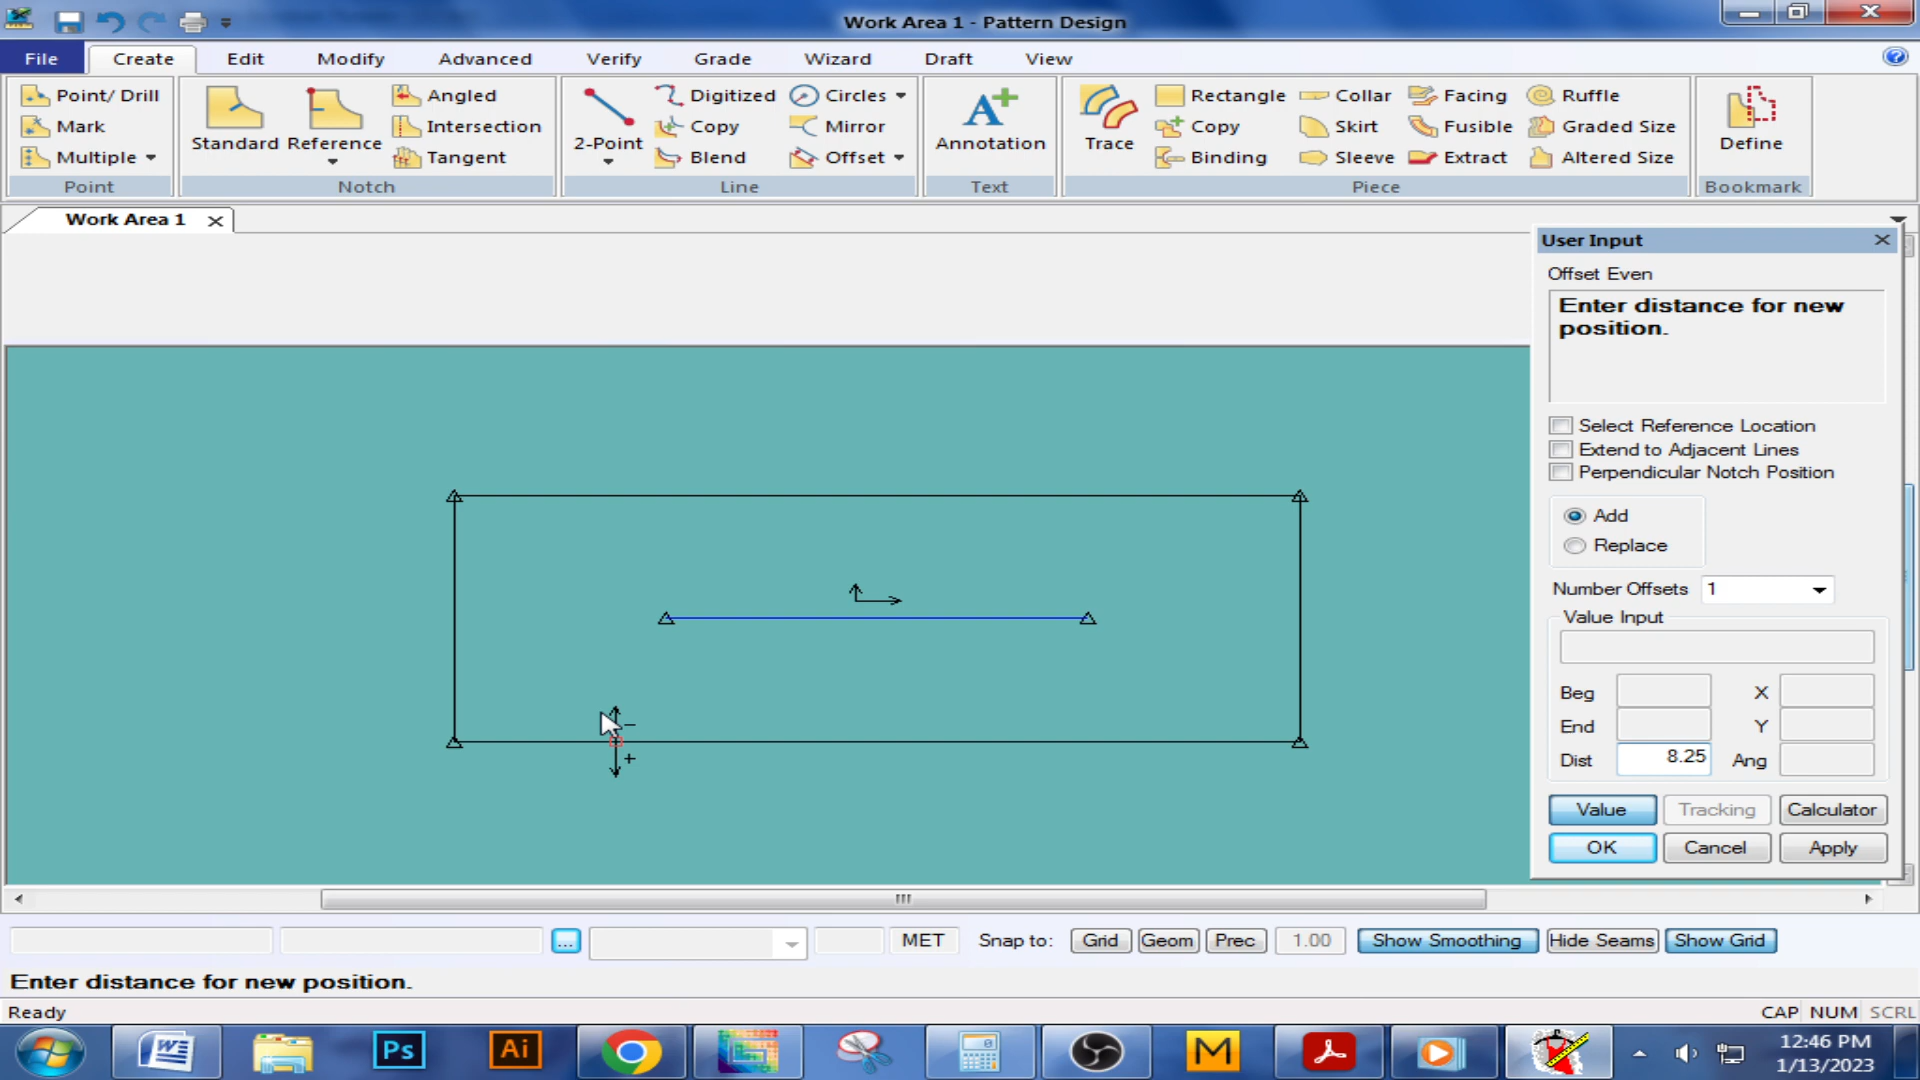 Work Area 1 - Pattern Design
File Create Edit Modify Advanced Verify Grade Wizard Draft View
Point/ Drill
Mark
Multiple
Point
Standard
Reference
Angled
Intersection
Tangent
Notch
2-Point
Digitized
Copy
Blend
Circles
Mirror
Offset
Line
Annotation
Text
Trace
Rectangle
Copy
Binding
Collar
Skirt
Sleeve
Facing
Fusible
Extract
Ruffle
Graded Size
Altered Size
Piece
Define
Bookmark
Work Area 1
User Input
Offset Even
Enter distance for new
position.
Select Reference Location
Extend to Adjacent Lines
Perpendicular Notch Position
Add
Replace
Number Offsets 1
Value Input
Beg X
End Y
Dist 8.25 Ang
Value Tracking Calculator
OK Cancel Apply
−
+
... MET Snap to: Grid Geom Prec 1.00 Show Smoothing Hide Seams Show Grid
Enter distance for new position.
Ready CAP NUM SCRL
Ps Ai M
12:46 PM
1/13/2023